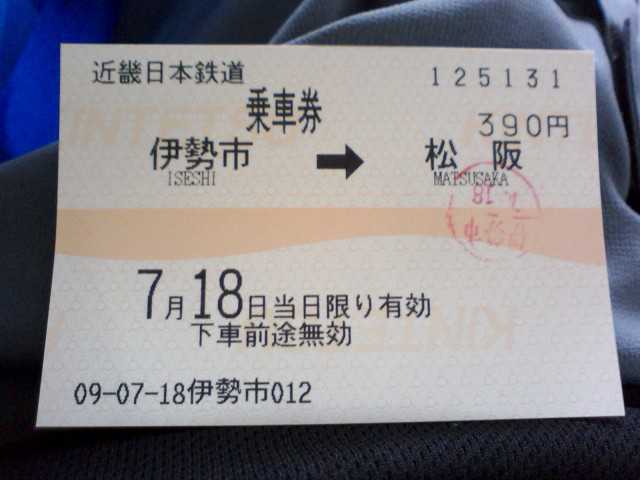 近畿日本鉄道 125131
乗車券 390円
伊勢市 → 松阪
ISESHI MATSUSAKA
7月18日当日限り有効
下車前途無効
09-07-18伊勢市012